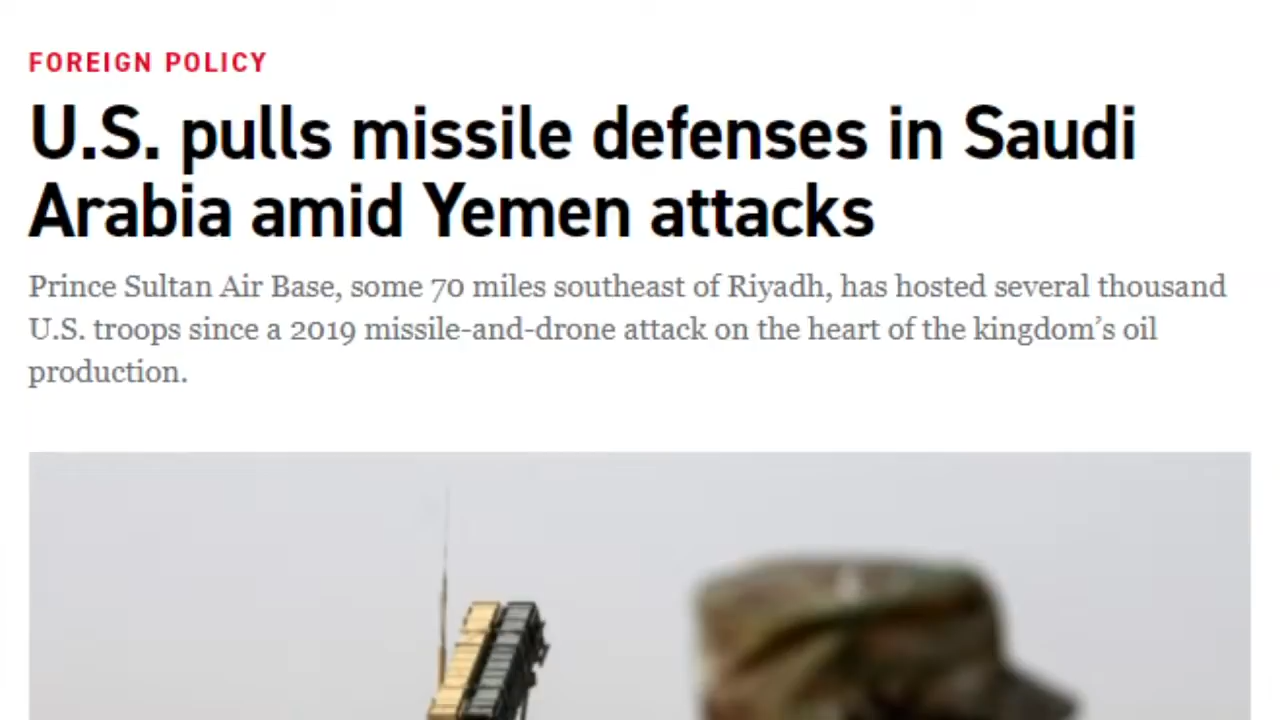 FOREIGN POLICY
U.S. pulls missile defenses in Saudi
Arabia amid Yemen attacks
Prince Sultan Air Base, some 70 miles southeast of Riyadh, has hosted several thousand
U.S. troops since a 2019 missile-and-drone attack on the heart of the kingdom’s oil
production.